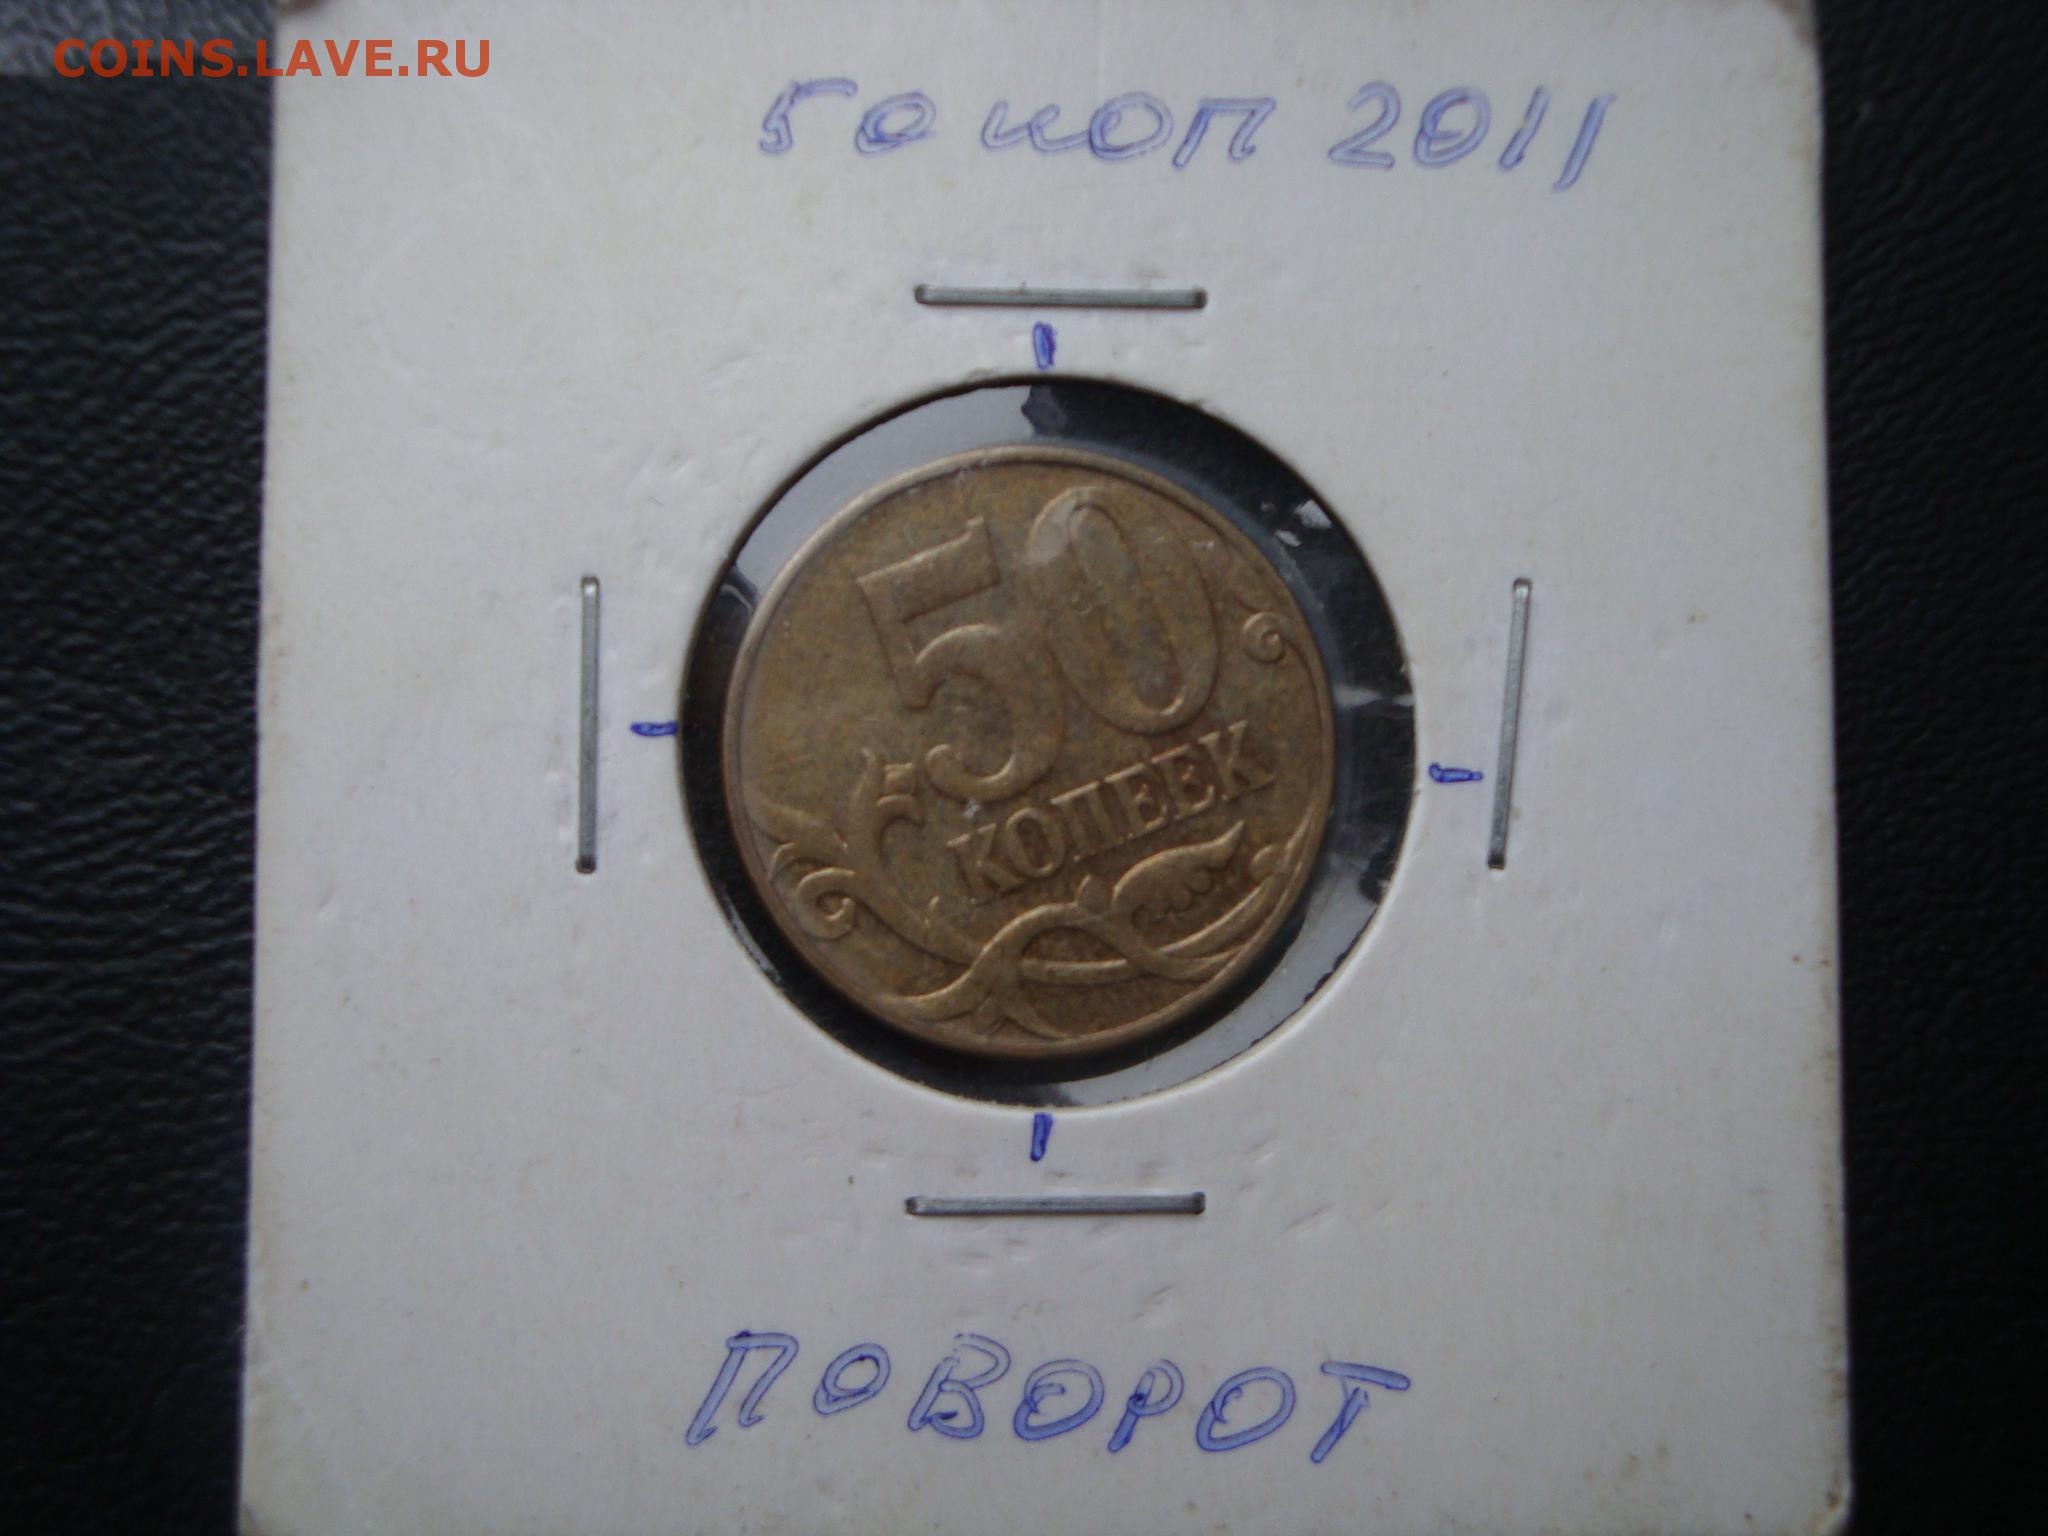 COINS.LAVE.RU
50 коп 2011
50
КОПЕЕК
ПОВОРОТ